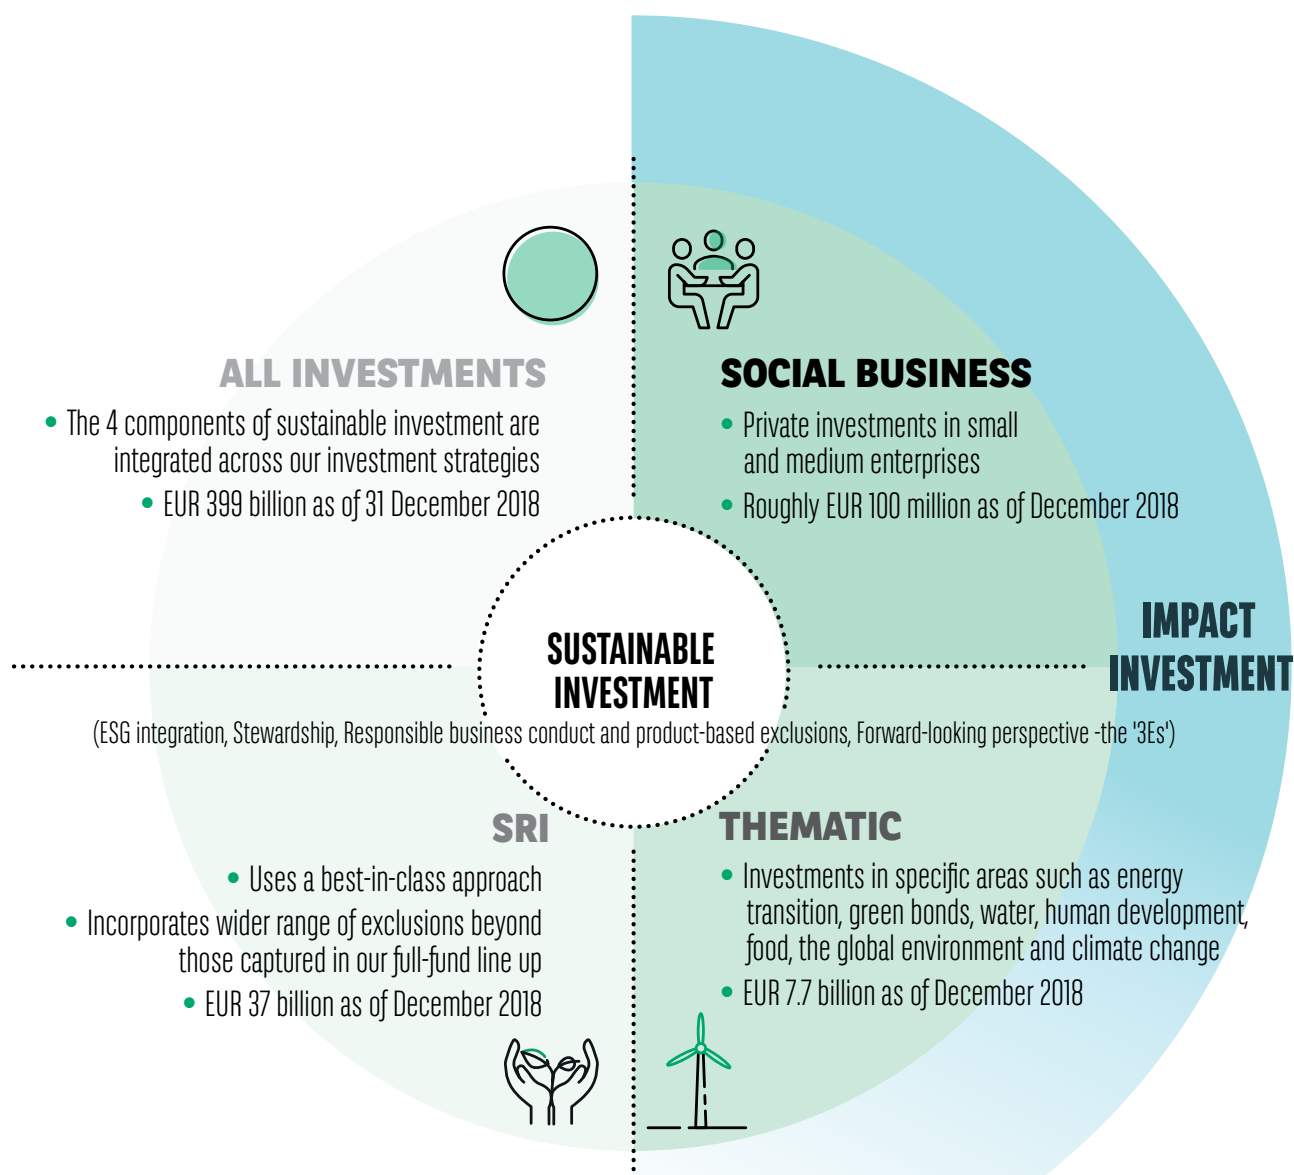 ALL INVESTMENTS
• The 4 components of sustainable investment are
integrated across our investment strategies
• EUR 399 billion as of 31 December 2018
SOCIAL BUSINESS
• Private investments in small
and medium enterprises
• Roughly EUR 100 million as of December 2018
IMPACT
INVESTMENT
SUSTAINABLE
INVESTMENT
(ESG integration, Stewardship, Responsible business conduct and product-based exclusions, Forward-looking perspective -the '3Es')
SRI
• Uses a best-in-class approach
• Incorporates wider range of exclusions beyond
those captured in our full-fund line up
• EUR 37 billion as of December 2018
THEMATIC
• Investments in specific areas such as energy
transition, green bonds, water, human development,
food, the global environment and climate change
• EUR 7.7 billion as of December 2018